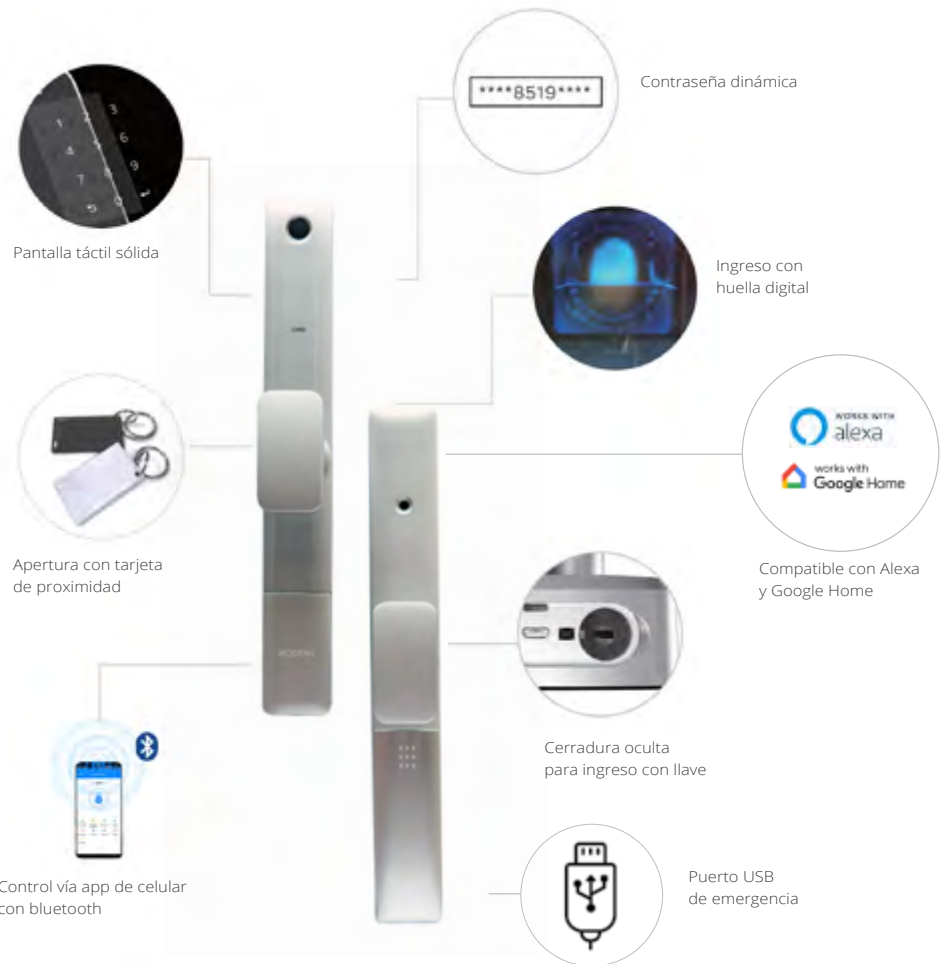 ****8519****
Contraseña dinámica
Pantalla táctil sólida
Ingreso con
huella digital
WORKS WITH
alexa
works with
Google Home
Apertura con tarjeta
de proximidad
Compatible con Alexa
y Google Home
Cerradura oculta
para ingreso con llave
Control vía app de celular
con bluetooth
Puerto USB
de emergencia